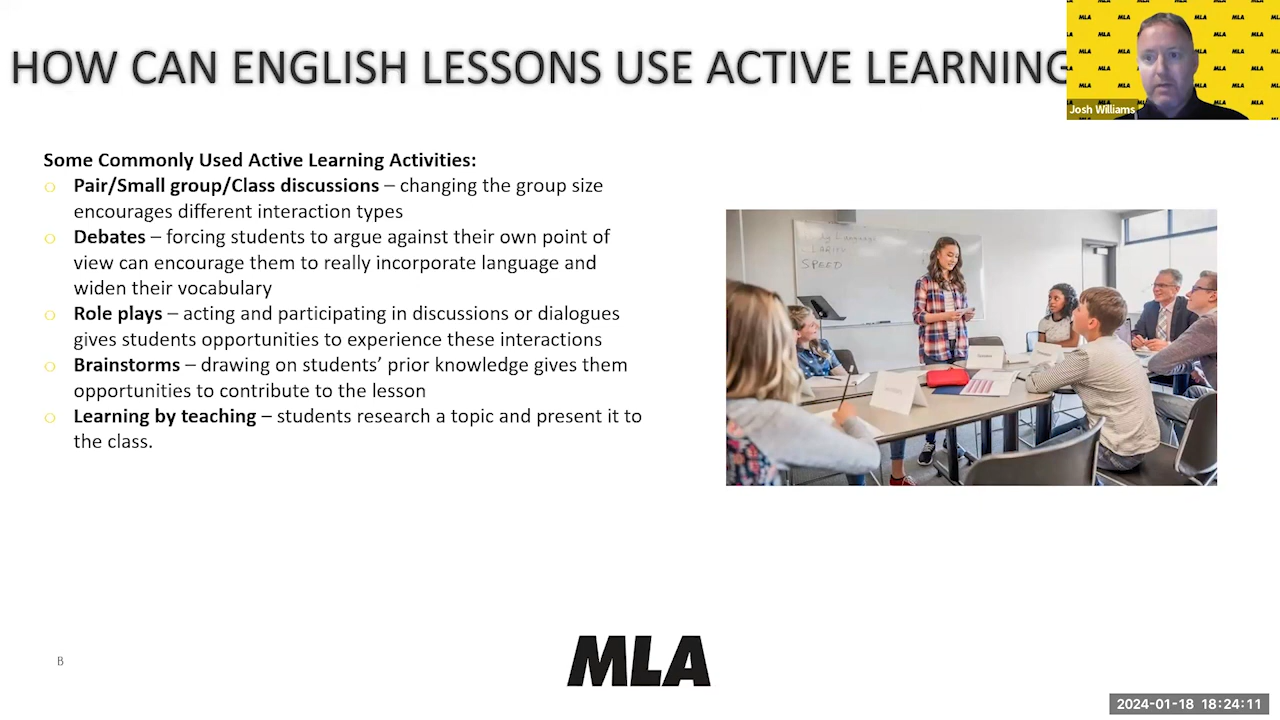 HOW CAN ENGLISH LESSONS USE ACTIVE LEARNING
Josh Williams
Some Commonly Used Active Learning Activities:
Pair/Small group/Class discussions – changing the group size
encourages different interaction types
Debates – forcing students to argue against their own point of
view can encourage them to really incorporate language and
widen their vocabulary
Role plays – acting and participating in discussions or dialogues
gives students opportunities to experience these interactions
Brainstorms – drawing on students’ prior knowledge gives them
opportunities to contribute to the lesson
Learning by teaching – students research a topic and present it to
the class.
Language
SPEED
B
MLA
2024-01-18 18:24:11